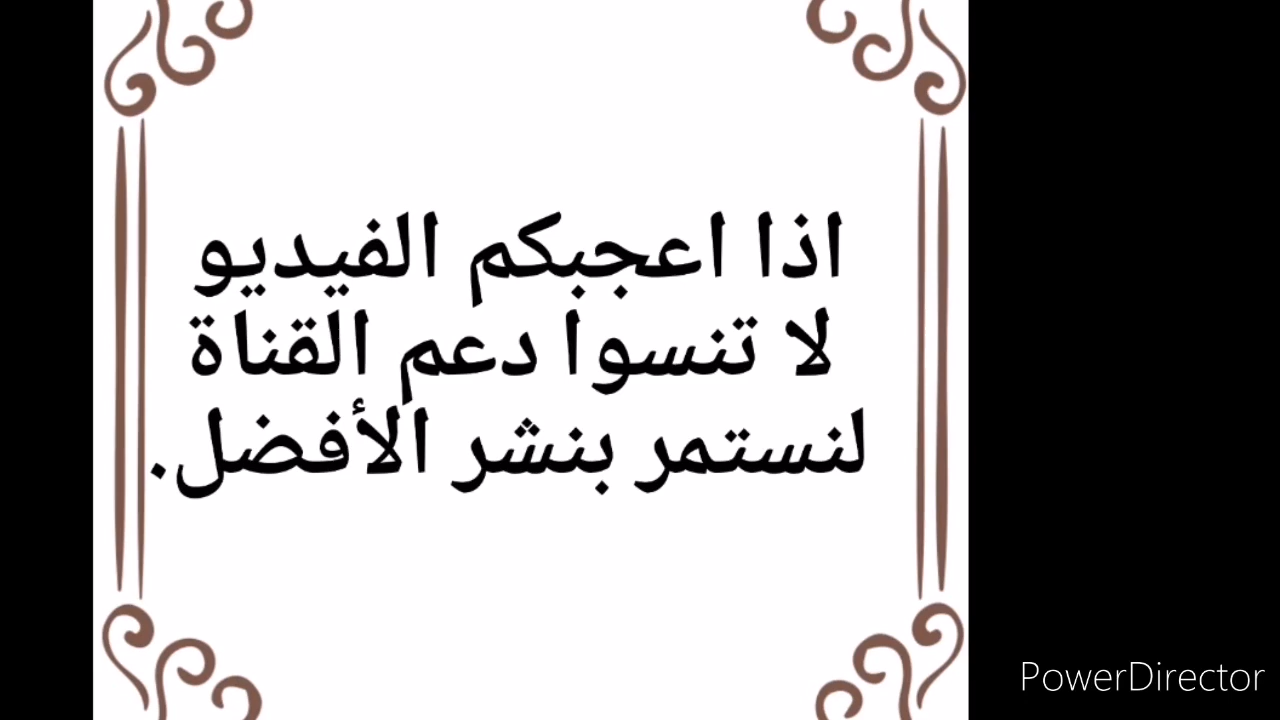 اذا اعجبكم الفيديو
لا تنسوا دعم القناة
لنستمر بنشر الأفضل.
PowerDirector